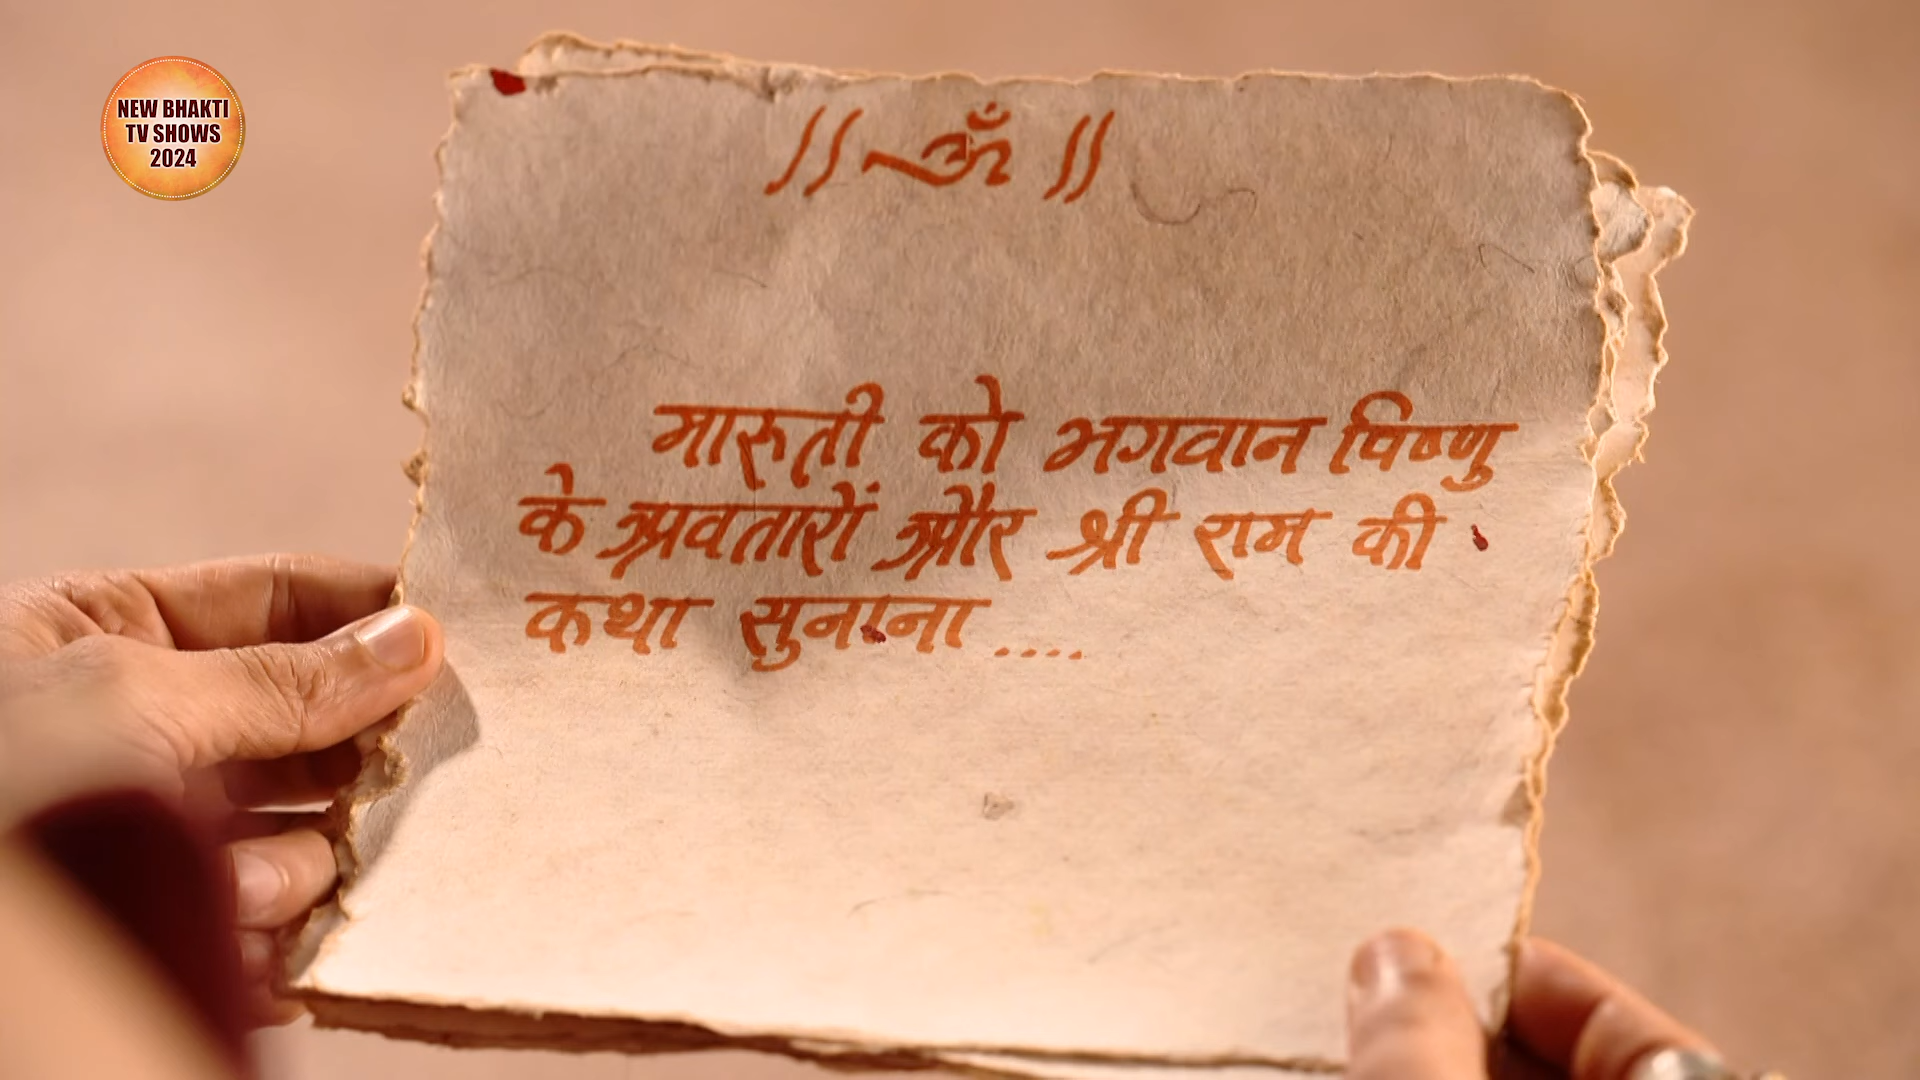 NEW BHAKTI
TV SHOWS
2024
॥ ॐ ॥
मारुती को भगवान विष्णु
के अवतारों और श्री राम की
कथा सुनाना ....